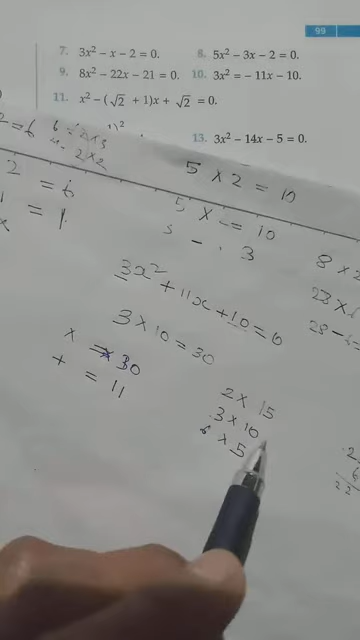 99
7. 3x² − x − 2 = 0. 8. 5x² − 3x − 2 = 0.
9. 8x² − 22x − 21 = 0. 10. 3x² = − 11x − 10.
11. x² − (√2 + 1)x + √2 = 0.
13. 3x² − 14x − 5 = 0.
2 = 6
= 1
5 × 2 = 10
5 × 2 = 10
3x² + 11x + 10 = 0
3 × 10 = 30
× = 30
+ = 11
2 × 15
3 × 10
6 × 5